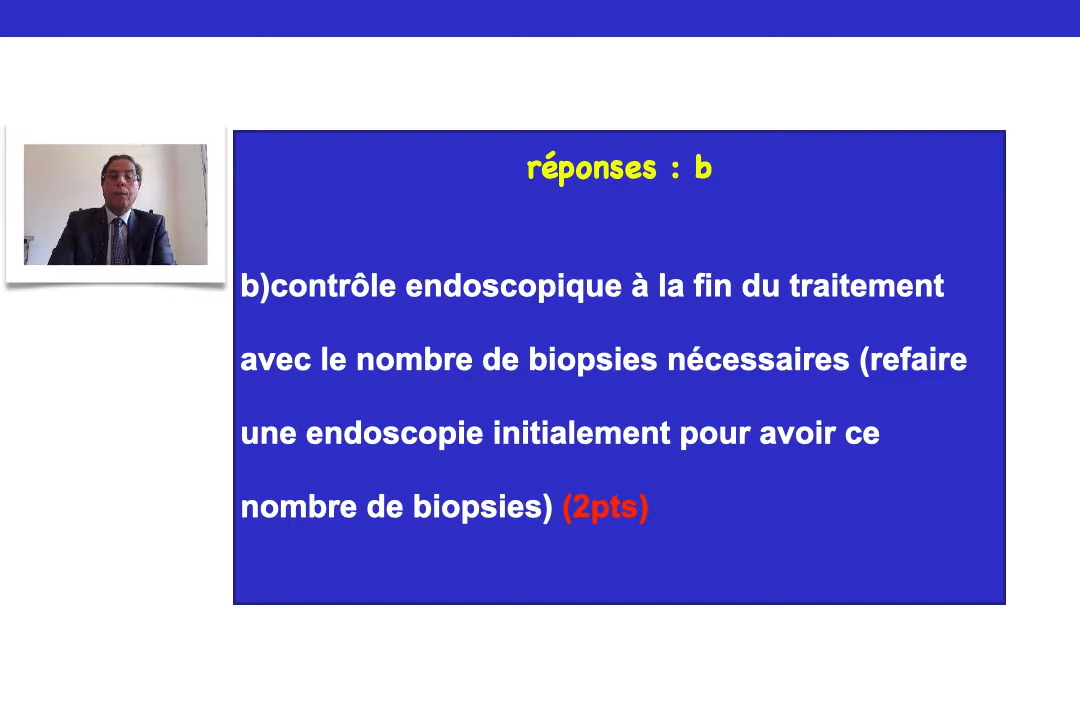 réponses : b
b)contrôle endoscopique à la fin du traitement
avec le nombre de biopsies nécessaires (refaire
une endoscopie initialement pour avoir ce
nombre de biopsies) (2pts)